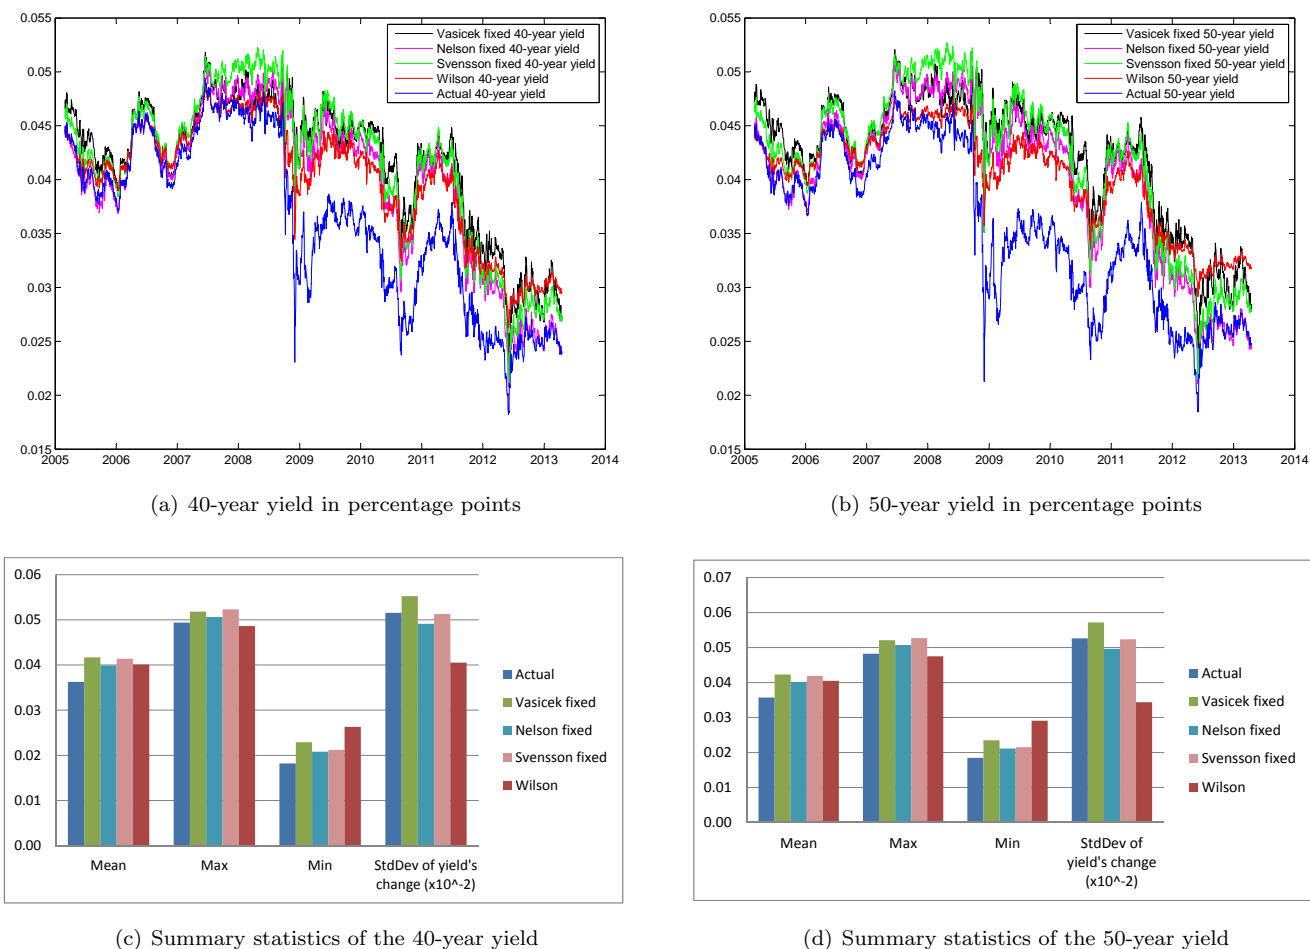 0.055
0.05
0.045
0.04
0.035
0.03
0.025
0.02
0.015
2005 2006 2007 2008 2009 2010 2011 2012 2013 2014
Vasicek fixed 40-year yield
Nelson fixed 40-year yield
Svensson fixed 40-year yield
Wilson 40-year yield
Actual 40-year yield
(a) 40-year yield in percentage points
0.055
0.05
0.045
0.04
0.035
0.03
0.025
0.02
0.015
2005 2006 2007 2008 2009 2010 2011 2012 2013 2014
Vasicek fixed 50-year yield
Nelson fixed 50-year yield
Svensson fixed 50-year yield
Wilson 50-year yield
Actual 50-year yield
(b) 50-year yield in percentage points
0.06
0.05
0.04
0.03
0.02
0.01
0.00
Mean Max Min StdDev of yield's
change (x10^-2)
Actual
Vasicek fixed
Nelson fixed
Svensson fixed
Wilson
(c) Summary statistics of the 40-year yield
0.07
0.06
0.05
0.04
0.03
0.02
0.01
0.00
Mean Max Min StdDev of
yield's change
(x10^-2)
Actual
Vasicek fixed
Nelson fixed
Svensson fixed
Wilson
(d) Summary statistics of the 50-year yield